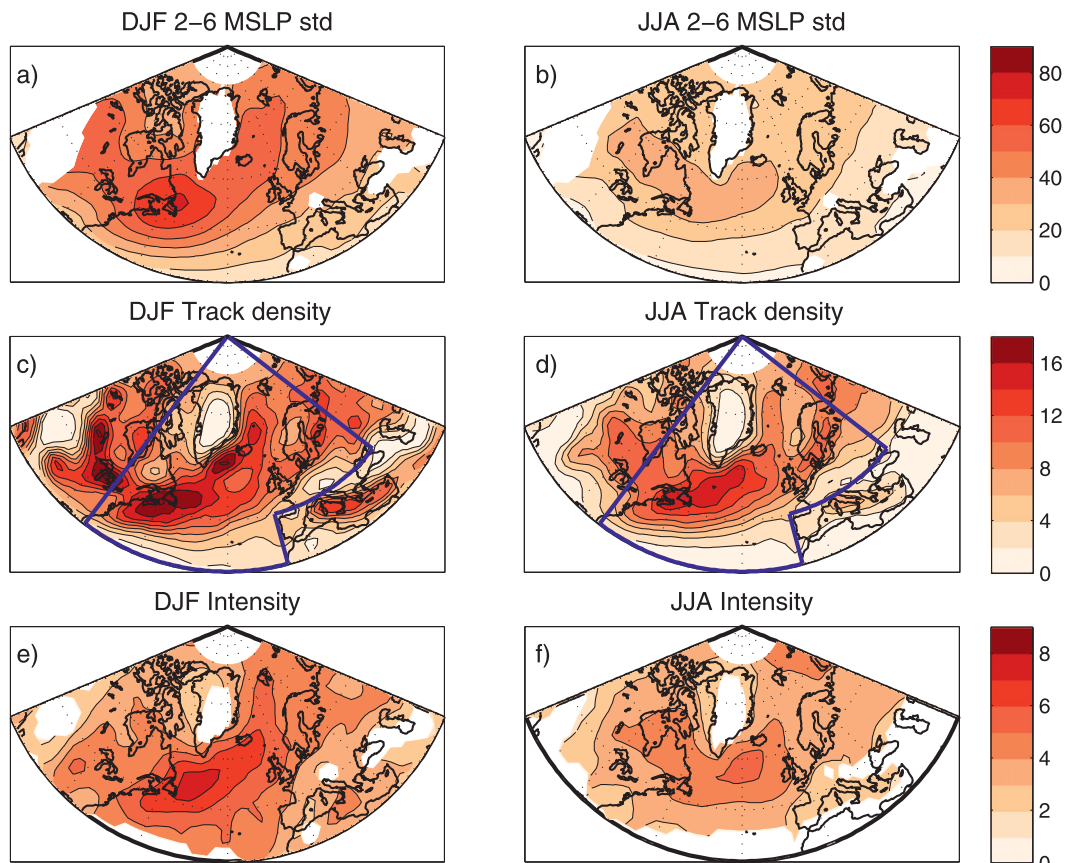 DJF 2−6 MSLP std
JJA 2−6 MSLP std
a)
b)
80
60
40
20
0
DJF Track density
JJA Track density
c)
d)
16
12
8
4
0
DJF Intensity
JJA Intensity
e)
f)
8
6
4
2
0